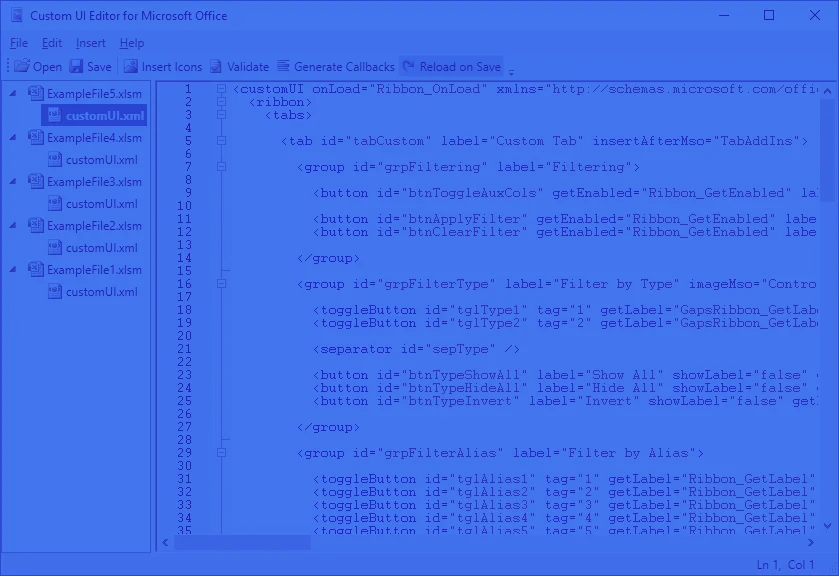 Custom UI Editor for Microsoft Office
File Edit Insert Help
Open Save Insert Icons Validate Generate Callbacks Reload on Save
ExampleFile5.xlsm
customUI.xml
ExampleFile4.xlsm
customUI.xml
ExampleFile3.xlsm
customUI.xml
ExampleFile2.xlsm
customUI.xml
ExampleFile1.xlsm
customUI.xml
1 <customUI onLoad="Ribbon_OnLoad" xmlns="http://schemas.microsoft.com/offi
2 <ribbon>
3 <tabs>
4
5 <tab id="tabCustom" label="Custom Tab" insertAfterMso="TabAddIns">
6
7 <group id="grpFiltering" label="Filtering">
8
9 <button id="btnToggleAuxCols" getEnabled="Ribbon_GetEnabled" la
10
11 <button id="btnApplyFilter" getEnabled="Ribbon_GetEnabled" labe
12 <button id="btnClearFilter" getEnabled="Ribbon_GetEnabled" labe
13
14 </group>
15
16 <group id="grpFilterType" label="Filter by Type" imageMso="Contro
17
18 <toggleButton id="tglType1" tag="1" getLabel="GapsRibbon_GetLab
19 <toggleButton id="tglType2" tag="2" getLabel="GapsRibbon_GetLab
20
21 <separator id="sepType" />
22
23 <button id="btnTypeShowAll" label="Show All" showLabel="false" g
24 <button id="btnTypeHideAll" label="Hide All" showLabel="false" g
25 <button id="btnTypeInvert" label="Invert" showLabel="false" get
26
27 </group>
28
29 <group id="grpFilterAlias" label="Filter by Alias">
30
31 <toggleButton id="tglAlias1" tag="1" getLabel="Ribbon_GetLabel"
32 <toggleButton id="tglAlias2" tag="2" getLabel="Ribbon_GetLabel"
33 <toggleButton id="tglAlias3" tag="3" getLabel="Ribbon_GetLabel"
34 <toggleButton id="tglAlias4" tag="4" getLabel="Ribbon_GetLabel"
35 <toggleButton id="tglAlias5" tag="5" getLabel="Ribbon_GetLabel"
Ln 1, Col 1